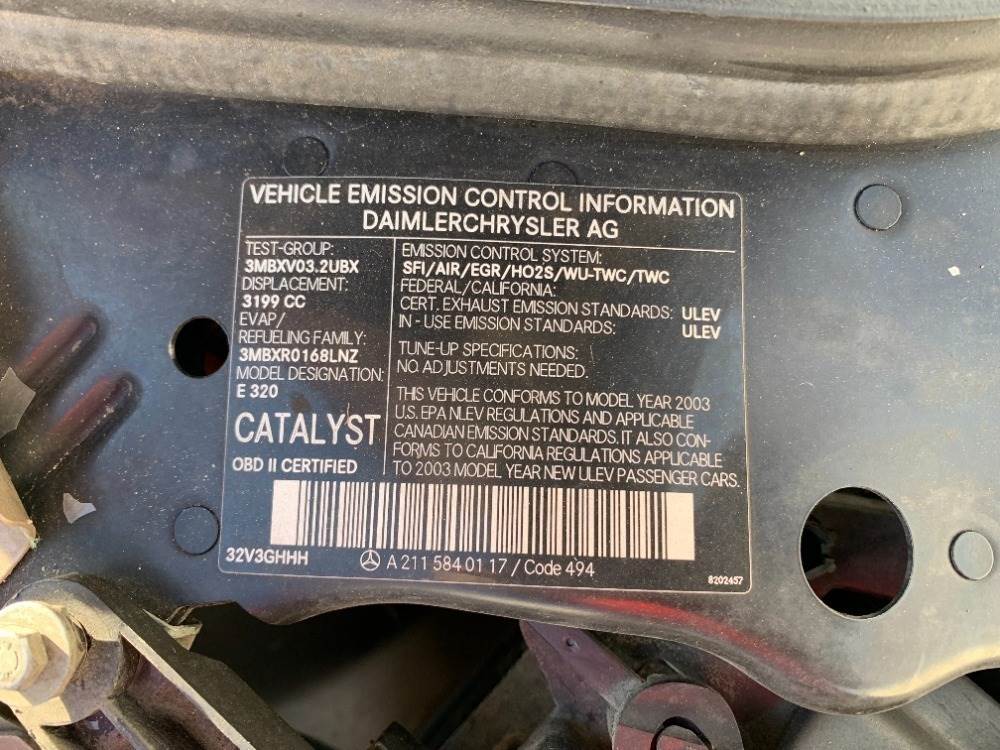 VEHICLE EMISSION CONTROL INFORMATION
DAIMLERCHRYSLER AG
TEST-GROUP:
3MBXV03.2UBX
DISPLACEMENT:
3199 CC
EVAP/
REFUELING FAMILY:
3MBXR0168LNZ
MODEL DESIGNATION:
E 320
CATALYST
OBD II CERTIFIED
EMISSION CONTROL SYSTEM:
SFI/AIR/EGR/HO2S/WU-TWC/TWC
FEDERAL/CALIFORNIA:
CERT. EXHAUST EMISSION STANDARDS: ULEV
IN-USE EMISSION STANDARDS: ULEV
TUNE-UP SPECIFICATIONS:
NO ADJUSTMENTS NEEDED.
THIS VEHICLE CONFORMS TO MODEL YEAR 2003
U.S. EPA NLEV REGULATIONS AND APPLICABLE
CANADIAN EMISSION STANDARDS. IT ALSO CON-
FORMS TO CALIFORNIA REGULATIONS APPLICABLE
TO 2003 MODEL YEAR NEW ULEV PASSENGER CARS.
32V3GHHH
A 211 584 01 17 / Code 494
8202457